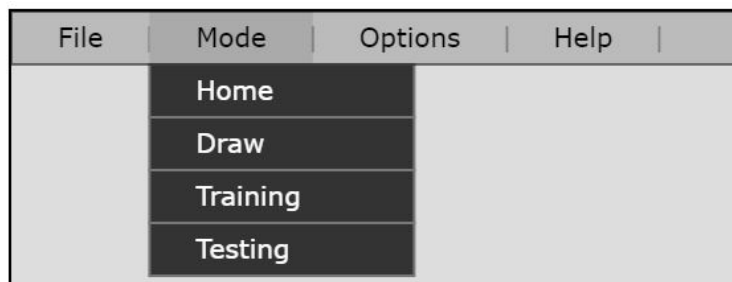 File | Mode | Options | Help |
Home
Draw
Training
Testing